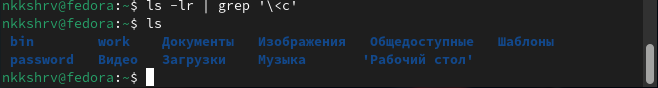 nkkshrv@fedora:~$ ls -lr | grep '\<c'
nkkshrv@fedora:~$ ls
bin work Документы Изображения Общедоступные Шаблоны
password Видео Загрузки Музыка 'Рабочий стол'
nkkshrv@fedora:~$